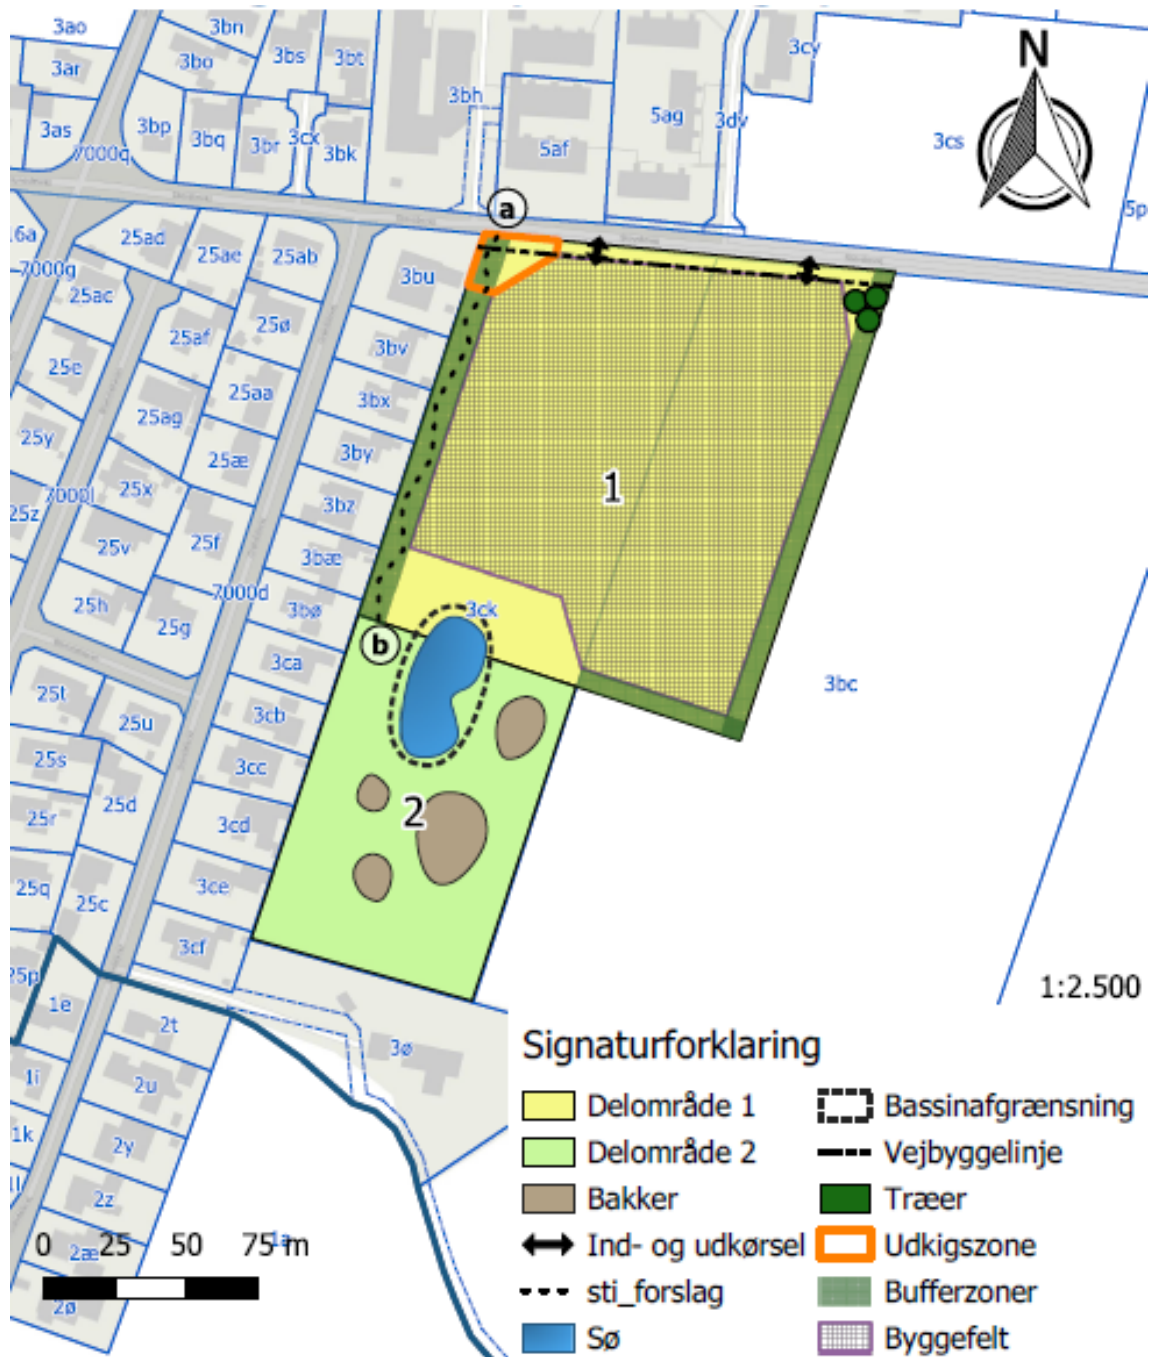 3ao
3bn
3bs
3bt
3cy
N
3ar
3bo
3bh
5ag
3dv
3cs
3as
3bp
3bq
3br
3cx
3bk
5af
7000q
5p
16a
25ad
25ae
25ab
a
7000g
3bu
25ac
25ø
25af
3bv
25e
25aa
3bx
25ag
25y
25æ
3by
1
25x
7000l
25z
3bz
25v
25f
3bæ
7000d
25h
25g
3bø
3ck
b
3ca
25t
25u
3cb
3bc
25s
3cc
25d
25r
3cd
2
25q
3ce
25c
3cf
25p
1:2.500
1e
2t
3ø
1i
2u
1k
2y
1l
2z
1a
2æ
2ø
0 25 50 75 m
Signaturforklaring
Delområde 1
Bassinafgrænsning
Delområde 2
Vejbyggelinje
Bakker
Træer
Ind- og udkørsel
Udkigszone
sti_forslag
Bufferzoner
Sø
Byggefelt